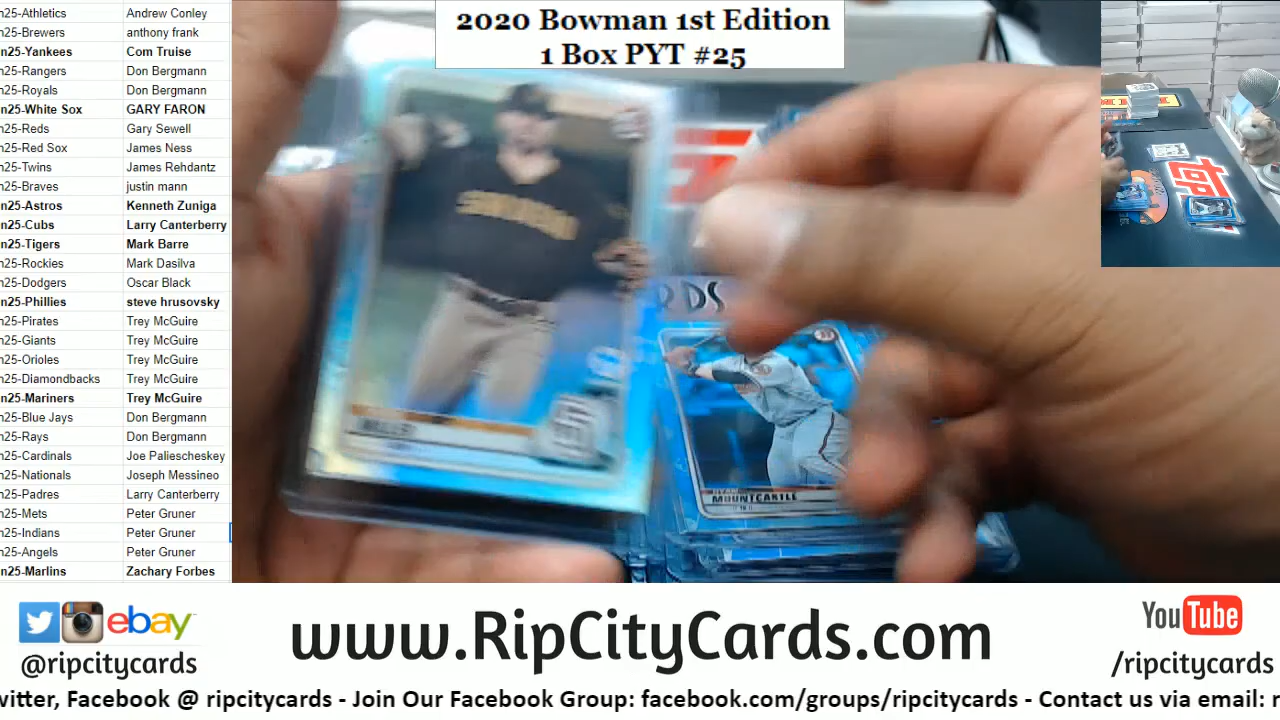 2020 Bowman 1st Edition
1 Box PYT #25
n25-Athletics Andrew Conley
n25-Brewers anthony frank
n25-Yankees Com Truise
n25-Rangers Don Bergmann
n25-Royals Don Bergmann
n25-White Sox GARY FARON
n25-Reds Gary Sewell
n25-Red Sox James Ness
n25-Twins James Rehdantz
n25-Braves justin mann
n25-Astros Kenneth Zuniga
n25-Cubs Larry Canterberry
n25-Tigers Mark Barre
n25-Rockies Mark Dasilva
n25-Dodgers Oscar Black
n25-Phillies steve hrusovsky
n25-Pirates Trey McGuire
n25-Giants Trey McGuire
n25-Orioles Trey McGuire
n25-Diamondbacks Trey McGuire
n25-Mariners Trey McGuire
n25-Blue Jays Don Bergmann
n25-Rays Don Bergmann
n25-Cardinals Joe Paliescheskey
n25-Nationals Joseph Messineo
n25-Padres Larry Canterberry
n25-Mets Peter Gruner
n25-Indians Peter Gruner
n25-Angels Peter Gruner
n25-Marlins Zachary Forbes
RDS
MOUNTCASTLE
ebay
@ripcitycards
www.RipCityCards.com
YouTube
/ripcitycards
witter, Facebook @ ripcitycards - Join Our Facebook Group: facebook.com/groups/ripcitycards - Contact us via email: r